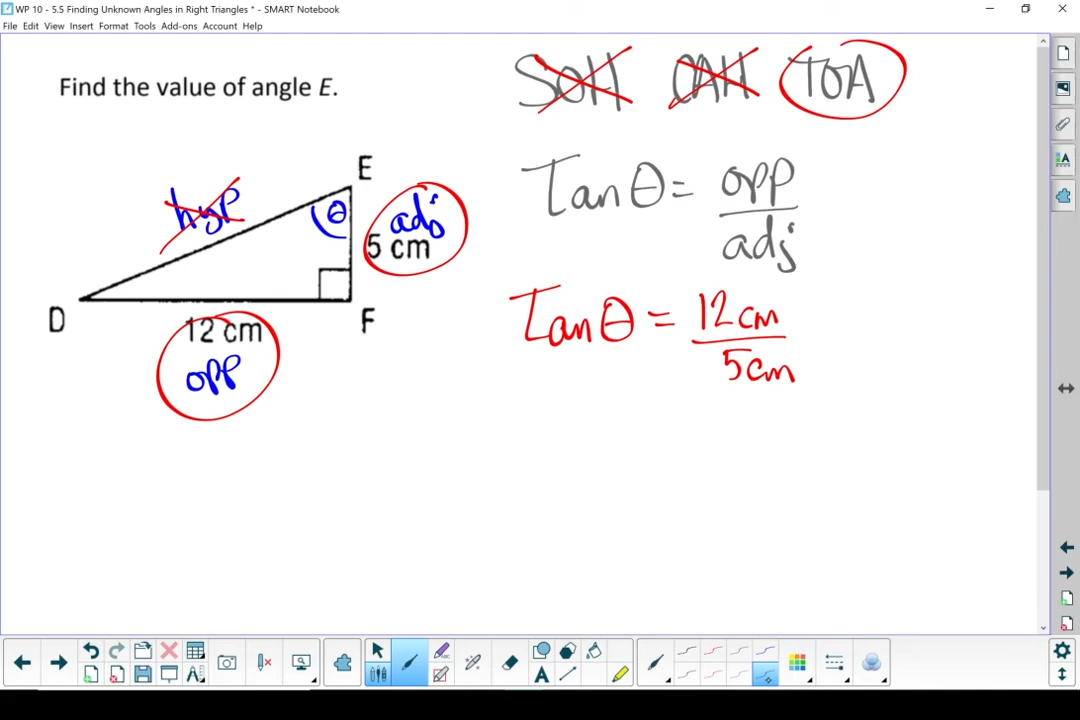 WP 10 - 5.5 Finding Unknown Angles in Right Triangles * - SMART Notebook
File Edit View Insert Format Tools Add-ons Account Help
Find the value of angle E.
SOH CAH TOA
Tan θ = opp
adj
E
hyp
θ
adj
5 cm
D
F
12 cm
opp
Tan θ = 12 cm
5 cm